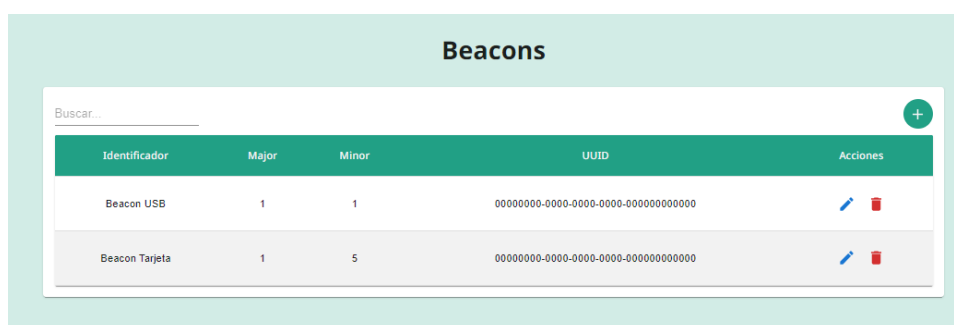 Beacons
Buscar...
Identificador Major Minor UUID Acciones
Beacon USB 1 1 00000000-0000-0000-0000-000000000000
Beacon Tarjeta 1 5 00000000-0000-0000-0000-000000000000